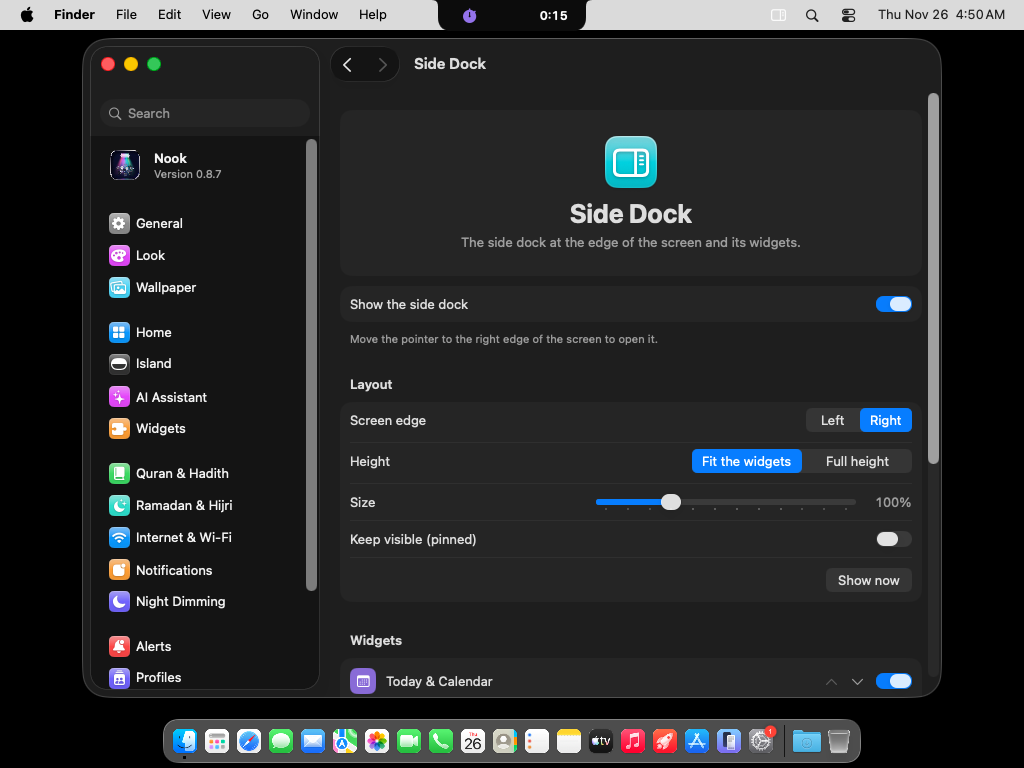 Finder File Edit View Go Window Help 0:15 Thu Nov 26 4:50 AM
Side Dock
Search
Nook
Version 0.8.7
General
Look
Wallpaper
Home
Island
AI Assistant
Widgets
Quran & Hadith
Ramadan & Hijri
Internet & Wi-Fi
Notifications
Night Dimming
Alerts
Profiles
Side Dock
The side dock at the edge of the screen and its widgets.
Show the side dock
Move the pointer to the right edge of the screen to open it.
Layout
Screen edge Left Right
Height Fit the widgets Full height
Size 100%
Keep visible (pinned)
Show now
Widgets
Today & Calendar
Thu
26
tv
1